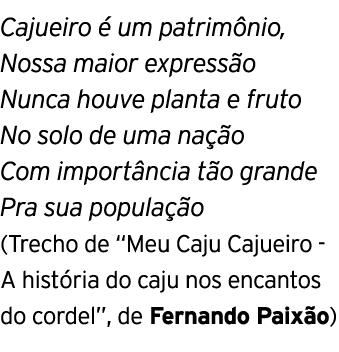 Cajueiro é um patrimônio,
Nossa maior expressão
Nunca houve planta e fruto
No solo de uma nação
Com importância tão grande
Pra sua população
(Trecho de “Meu Caju Cajueiro -
A história do caju nos encantos
do cordel”, de Fernando Paixão)